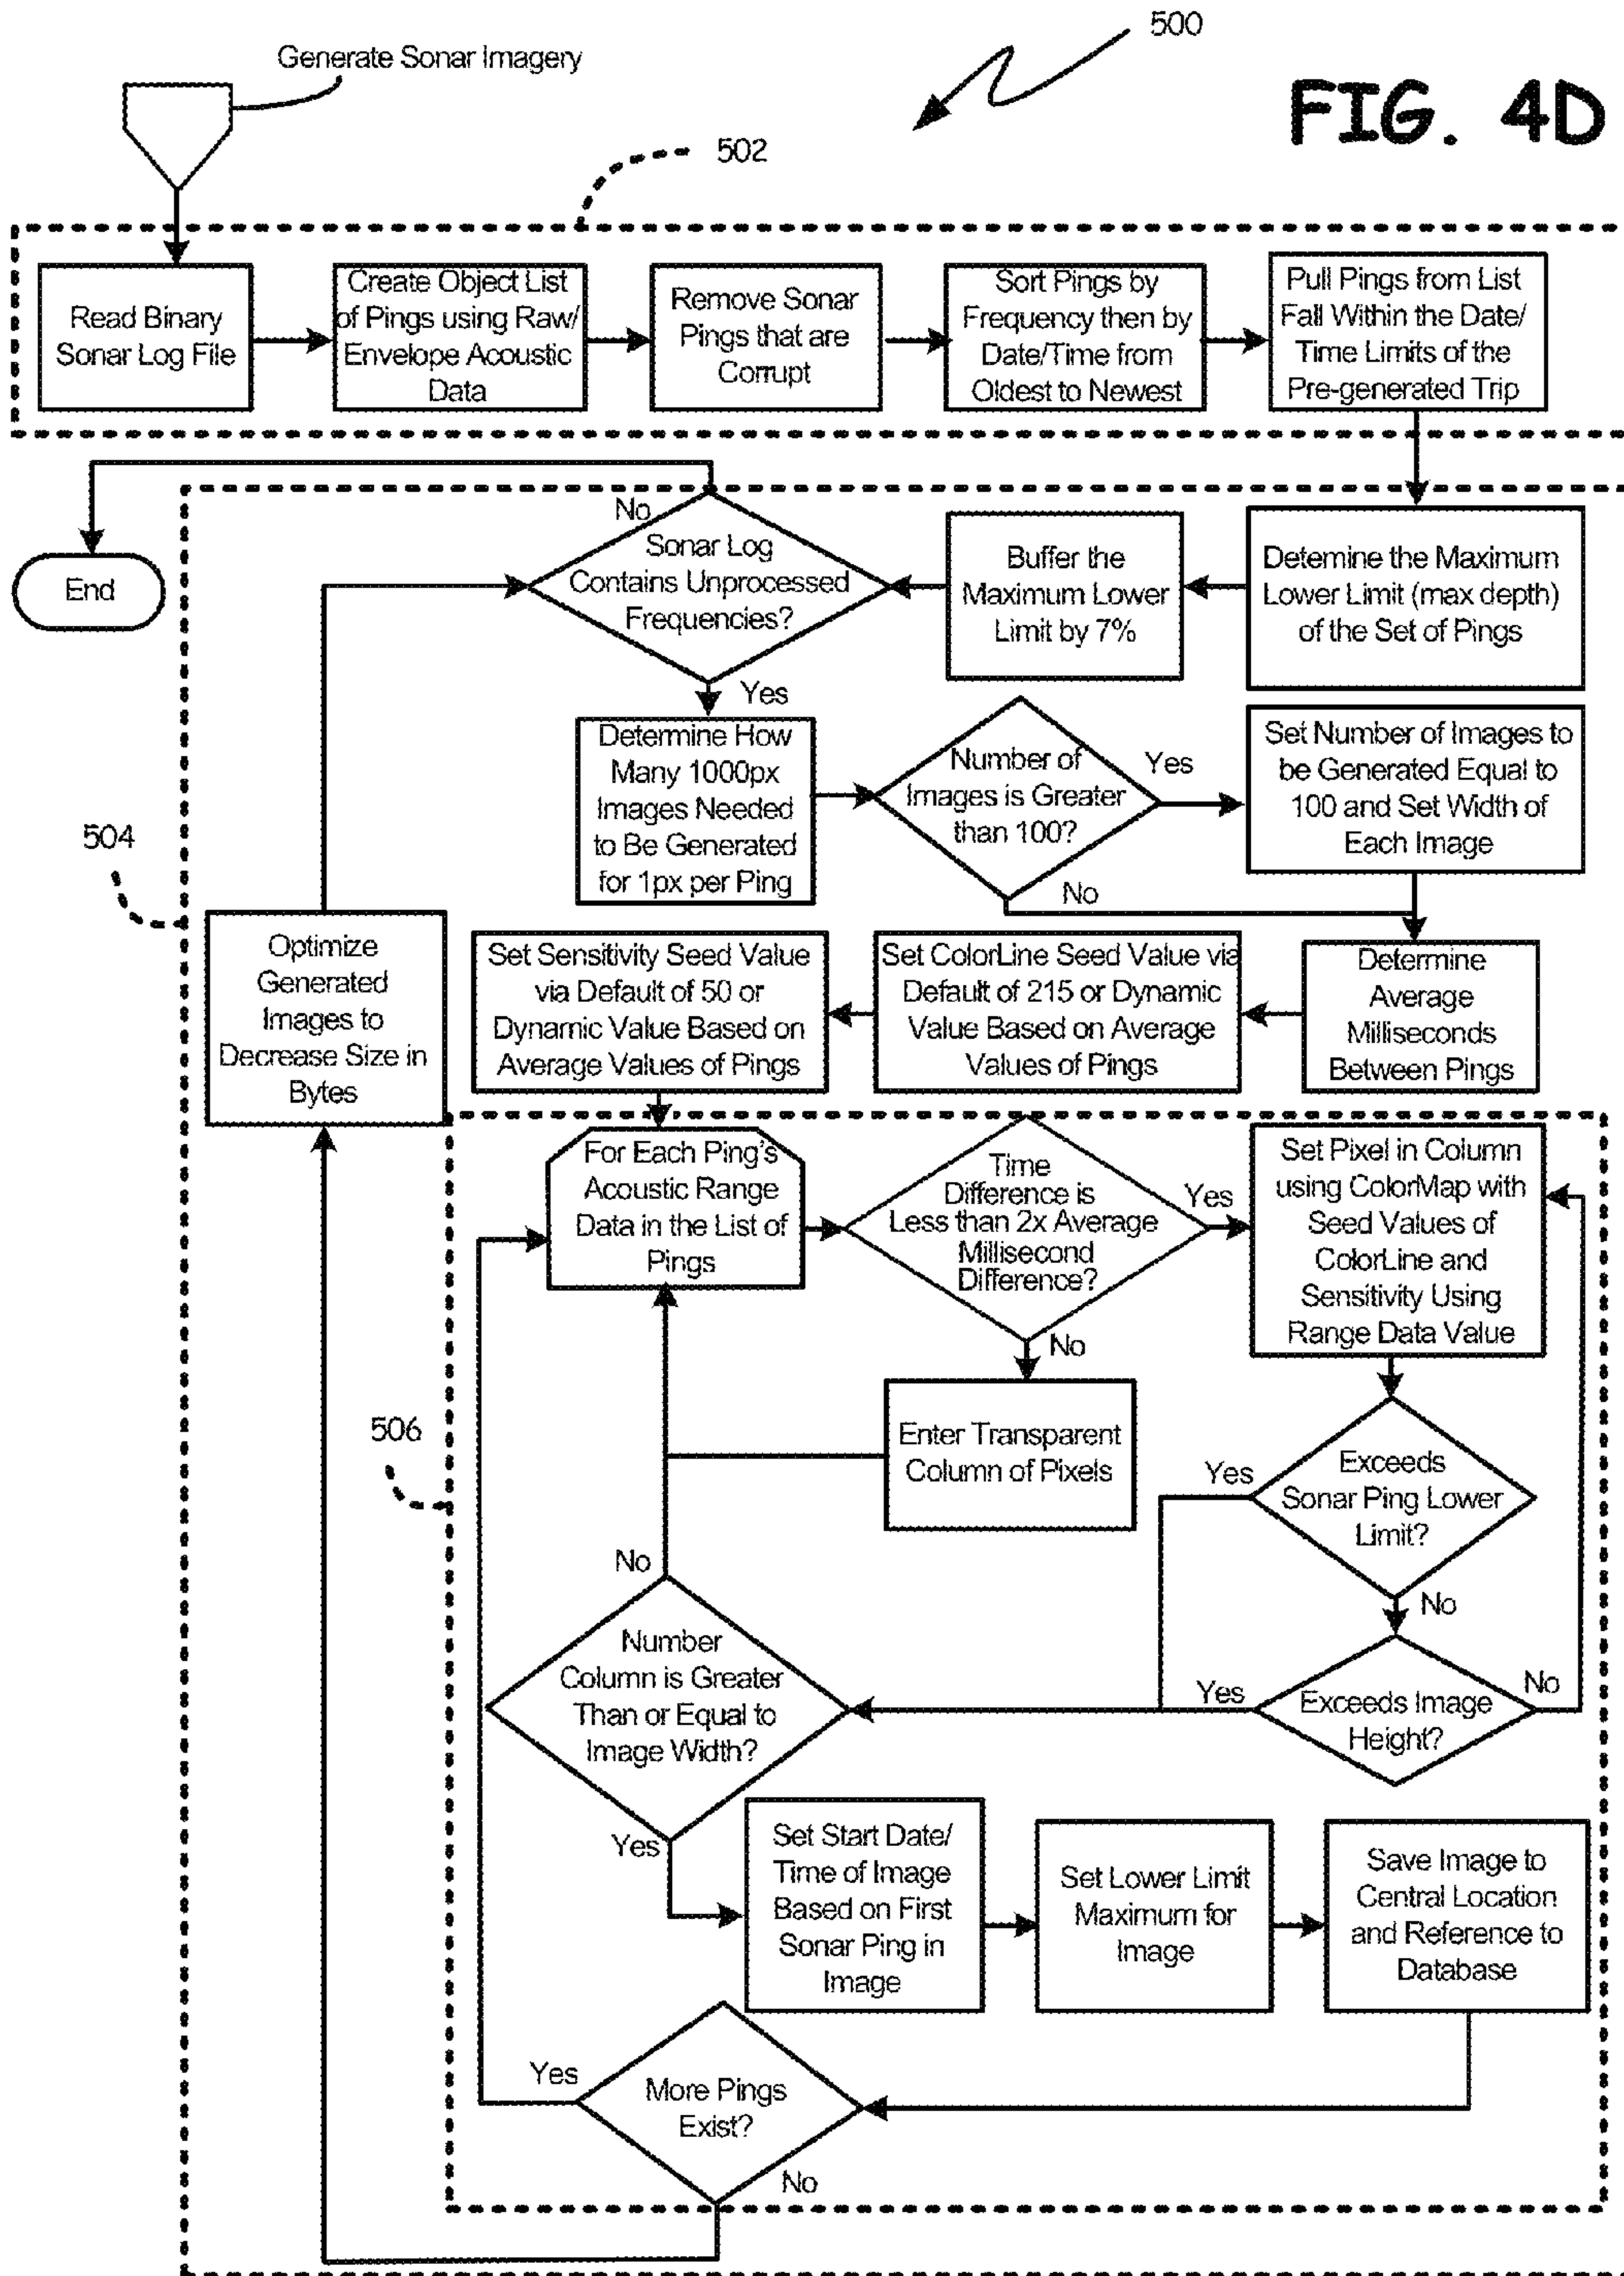 500
Generate Sonar Imagery
FIG. 4D
502
Read Binary
Sonar Log File
Create Object List
of Pings using Raw/
Envelope Acoustic
Data
Remove Sonar
Pings that are
Corrupt
Sort Pings by
Frequency then by
Date/Time from
Oldest to Newest
Pull Pings from List
Fall Within the Date/
Time Limits of the
Pre-generated Trip
End
No
Sonar Log
Contains Unprocessed
Frequencies?
Yes
Buffer the
Maximum Lower
Limit by 7%
Detemine the Maximum
Lower Limit (max depth)
of the Set of Pings
Determine How
Many 1000px
Images Needed
to Be Generated
for 1px per Ping
Number of
Images is Greater
than 100?
Yes
No
Set Number of Images to
be Generated Equal to
100 and Set Width of
Each Image
504
Optimize
Generated
Images to
Decrease Size in
Bytes
Set Sensitivity Seed Value
via Default of 50 or
Dynamic Value Based on
Average Values of Pings
Set ColorLine Seed Value via
Default of 215 or Dynamic
Value Based on Average
Values of Pings
Determine
Average
Milliseconds
Between Pings
For Each Ping's
Acoustic Range
Data in the List of
Pings
Time
Difference is
Less than 2x Average
Millisecond
Difference?
Yes
No
Set Pixel in Column
using ColorMap with
Seed Values of
ColorLine and
Sensitivity Using
Range Data Value
506
Enter Transparent
Column of Pixels
Yes
Exceeds
Sonar Ping Lower
Limit?
No
No
Number
Column is Greater
Than or Equal to
Image Width?
Yes
Yes
Exceeds Image
Height?
No
Set Start Date/
Time of Image
Based on First
Sonar Ping in
Image
Set Lower Limit
Maximum for
Image
Save Image to
Central Location
and Reference to
Database
Yes
More Pings
Exist?
No